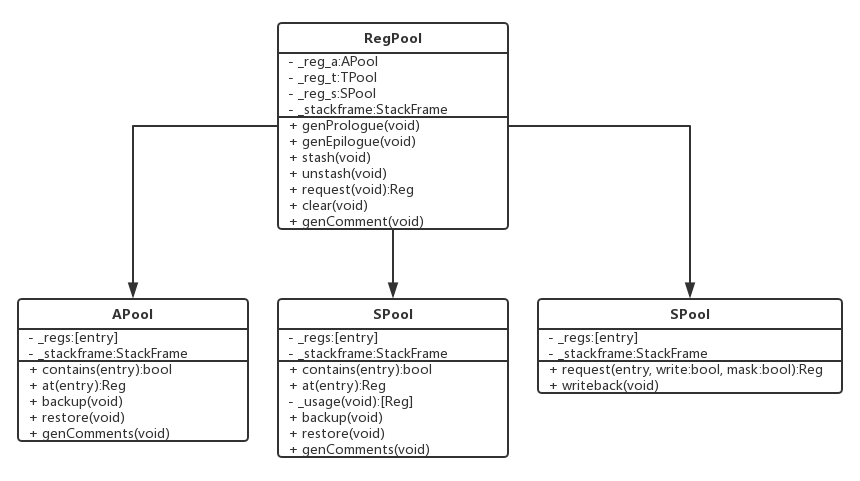 RegPool
- _reg_a:APool
- _reg_t:TPool
- _reg_s:SPool
- _stackframe:StackFrame
+ genPrologue(void)
+ genEpilogue(void)
+ stash(void)
+ unstash(void)
+ request(void):Reg
+ clear(void)
+ genComment(void)
APool
- _regs:[entry]
- _stackframe:StackFrame
+ contains(entry):bool
+ at(entry):Reg
+ backup(void)
+ restore(void)
+ genComments(void)
SPool
- _regs:[entry]
- _stackframe:StackFrame
+ contains(entry):bool
+ at(entry):Reg
- _usage(void):[Reg]
+ backup(void)
+ restore(void)
+ genComments(void)
SPool
- _regs:[entry]
- _stackframe:StackFrame
+ request(entry, write:bool, mask:bool):Reg
+ writeback(void)